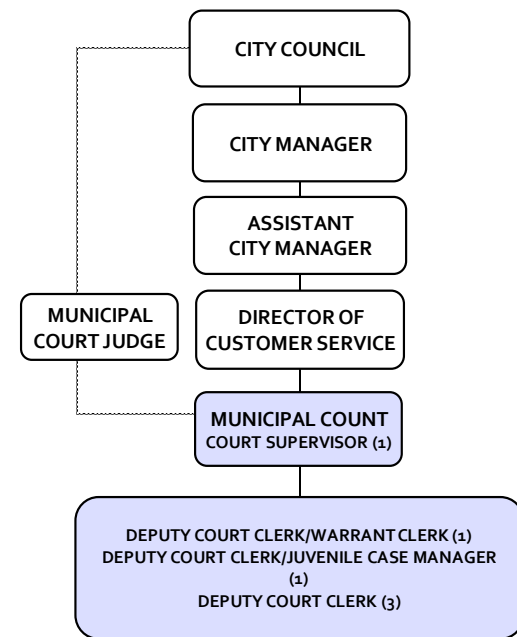 CITY COUNCIL
CITY MANAGER
ASSISTANT
CITY MANAGER
MUNICIPAL
COURT JUDGE
DIRECTOR OF
CUSTOMER SERVICE
MUNICIPAL COUNT
COURT SUPERVISOR (1)
DEPUTY COURT CLERK/WARRANT CLERK (1)
DEPUTY COURT CLERK/JUVENILE CASE MANAGER
(1)
DEPUTY COURT CLERK (3)